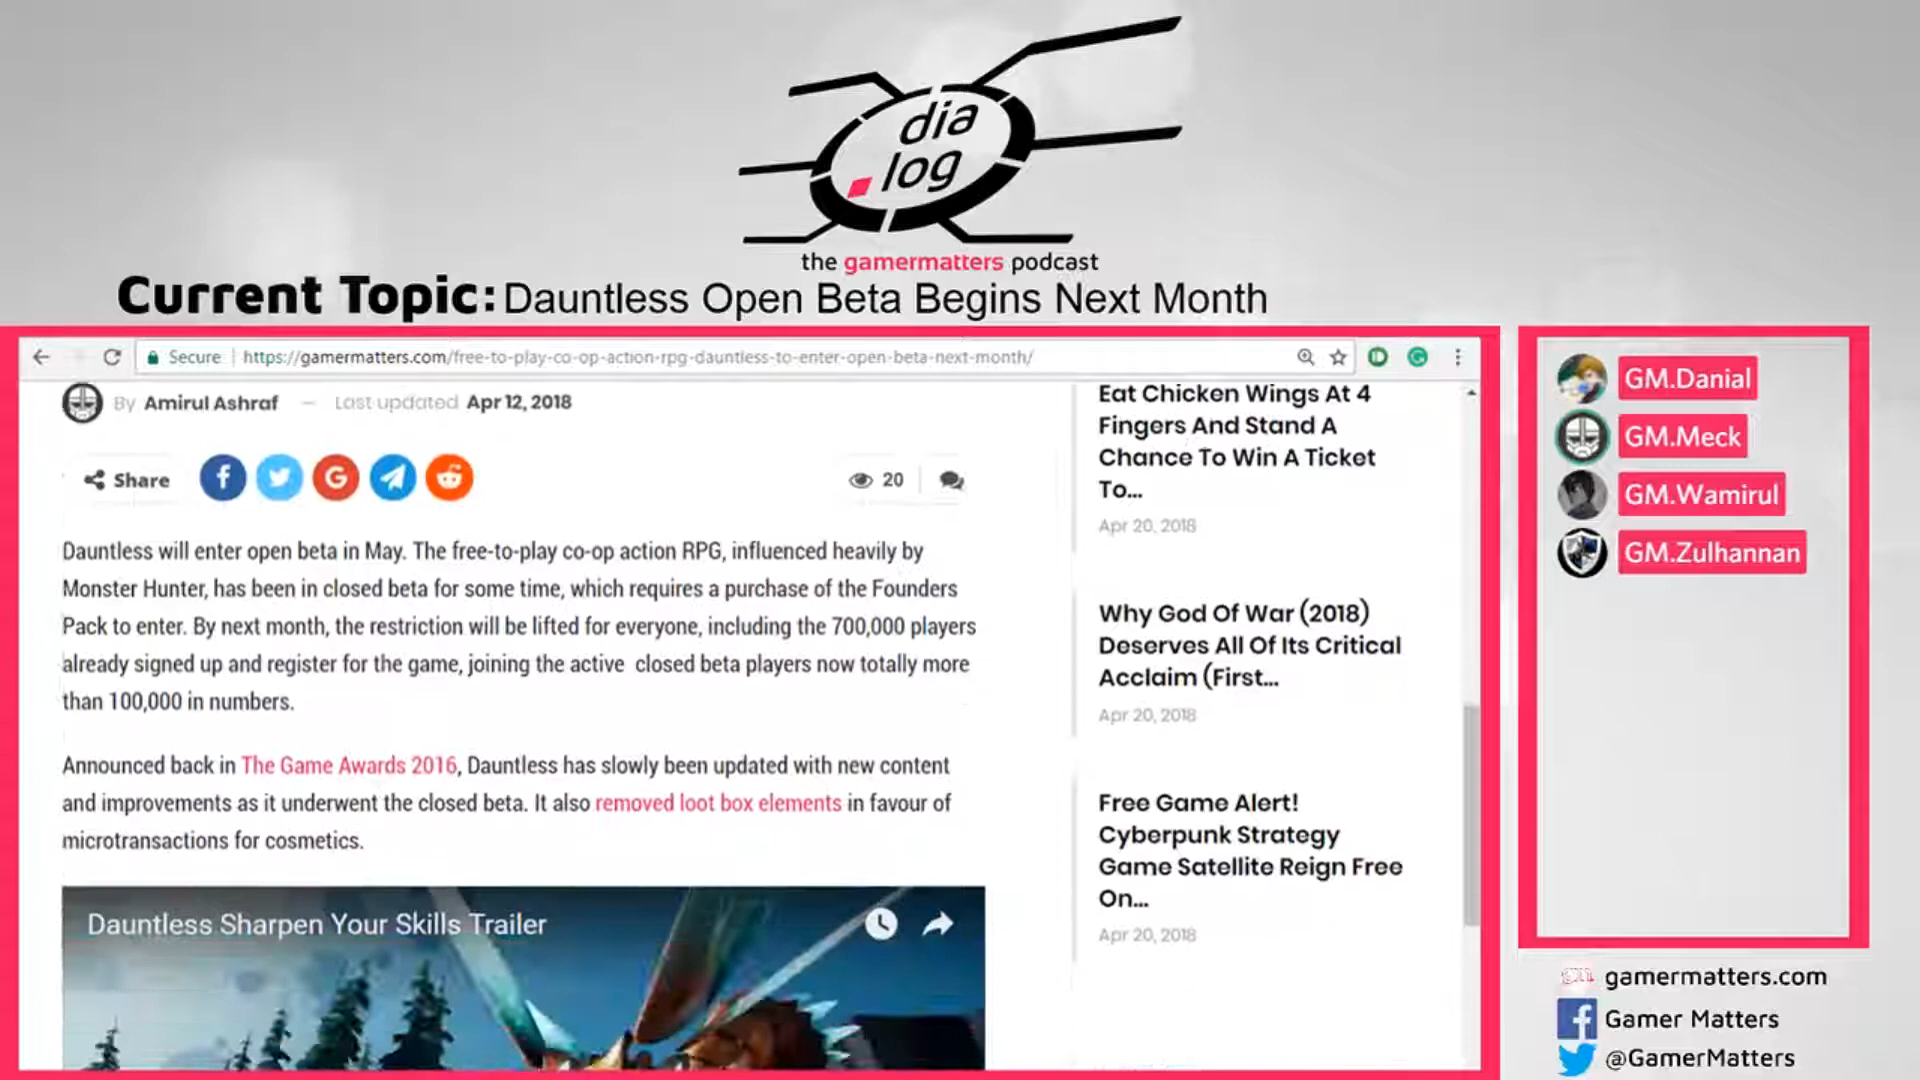 dia
.log
the gamermatters podcast
Current Topic: Dauntless Open Beta Begins Next Month
Secure https://gamermatters.com/free-to-play-co-op-action-rpg-dauntless-to-enter-open-beta-next-month/
By Amirul Ashraf — Last updated Apr 12, 2018
Share
20
Dauntless will enter open beta in May. The free-to-play co-op action RPG, influenced heavily by
Monster Hunter, has been in closed beta for some time, which requires a purchase of the Founders
Pack to enter. By next month, the restriction will be lifted for everyone, including the 700,000 players
already signed up and register for the game, joining the active closed beta players now totally more
than 100,000 in numbers.
Announced back in The Game Awards 2016, Dauntless has slowly been updated with new content
and improvements as it underwent the closed beta. It also removed loot box elements in favour of
microtransactions for cosmetics.
Dauntless Sharpen Your Skills Trailer
Eat Chicken Wings At 4
Fingers And Stand A
Chance To Win A Ticket
To...
Apr 20, 2018
Why God Of War (2018)
Deserves All Of Its Critical
Acclaim (First...
Apr 20, 2018
Free Game Alert!
Cyberpunk Strategy
Game Satellite Reign Free
On...
Apr 20, 2018
GM.Danial
GM.Meck
GM.Wamirul
GM.Zulhannan
gamermatters.com
Gamer Matters
@GamerMatters